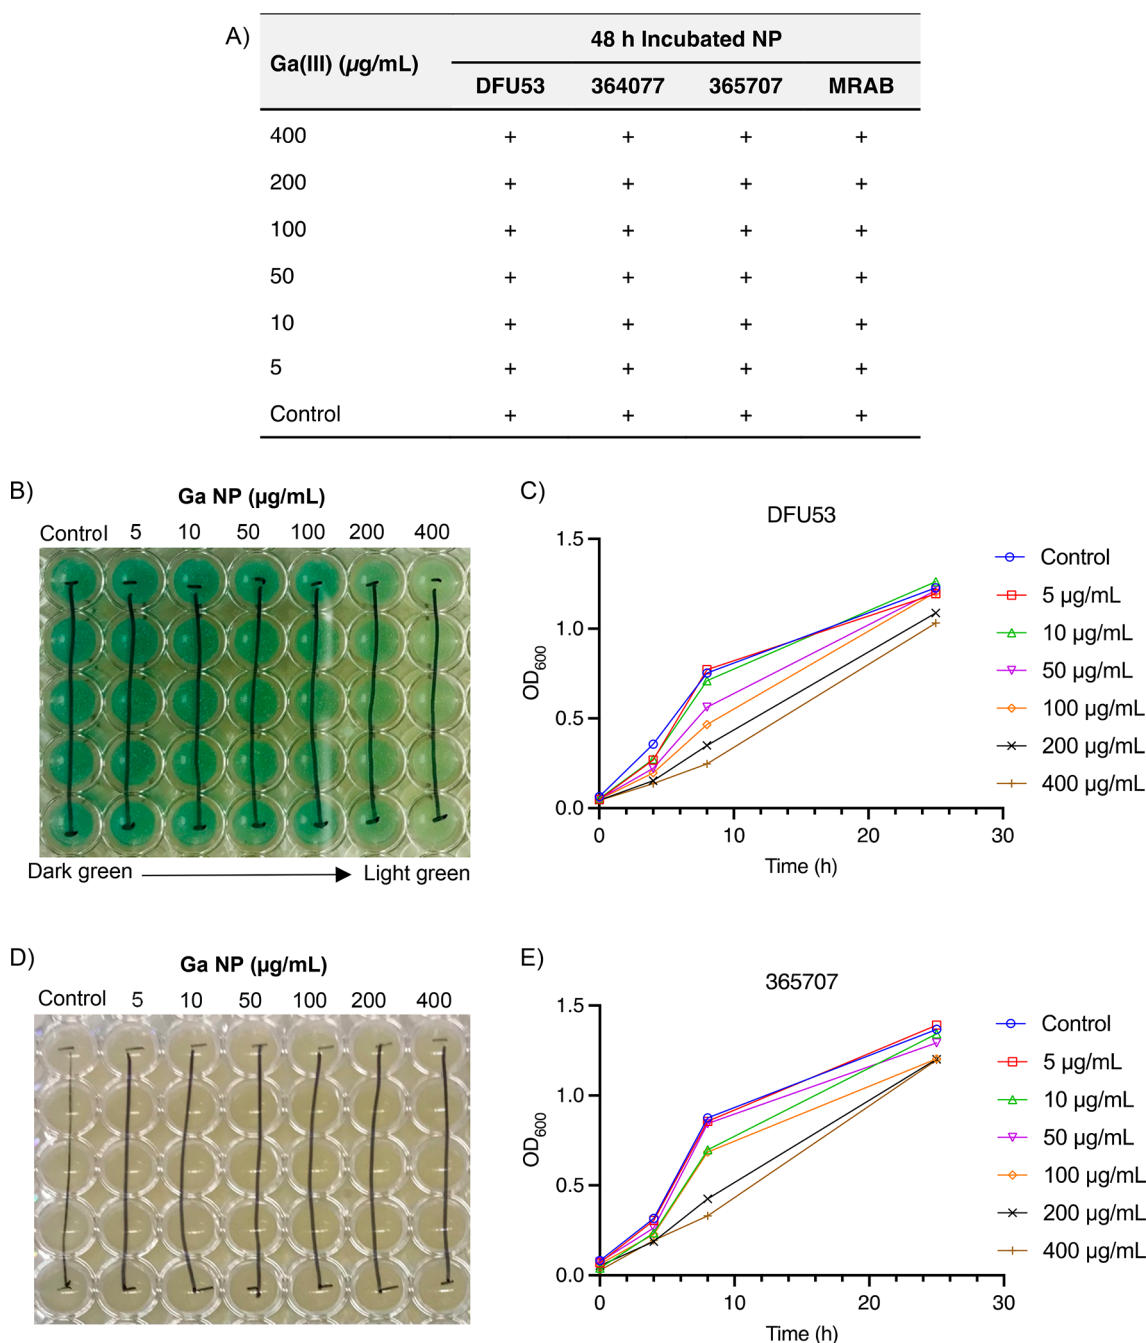 A)
Ga(III) (µg/mL) 48 h Incubated NP
DFU53 364077 365707 MRAB
400 + + + +
200 + + + +
100 + + + +
50 + + + +
10 + + + +
5 + + + +
Control + + + +
B)
Ga NP (µg/mL)
Control 5 10 50 100 200 400
Dark green Light green
C)
DFU53
OD600
1.5
1.0
0.5
0.0
0 10 20 30
Time (h)
Control
5 µg/mL
10 µg/mL
50 µg/mL
100 µg/mL
200 µg/mL
400 µg/mL
D)
Ga NP (µg/mL)
Control 5 10 50 100 200 400
E)
365707
OD600
1.5
1.0
0.5
0.0
0 10 20 30
Time (h)
Control
5 µg/mL
10 µg/mL
50 µg/mL
100 µg/mL
200 µg/mL
400 µg/mL